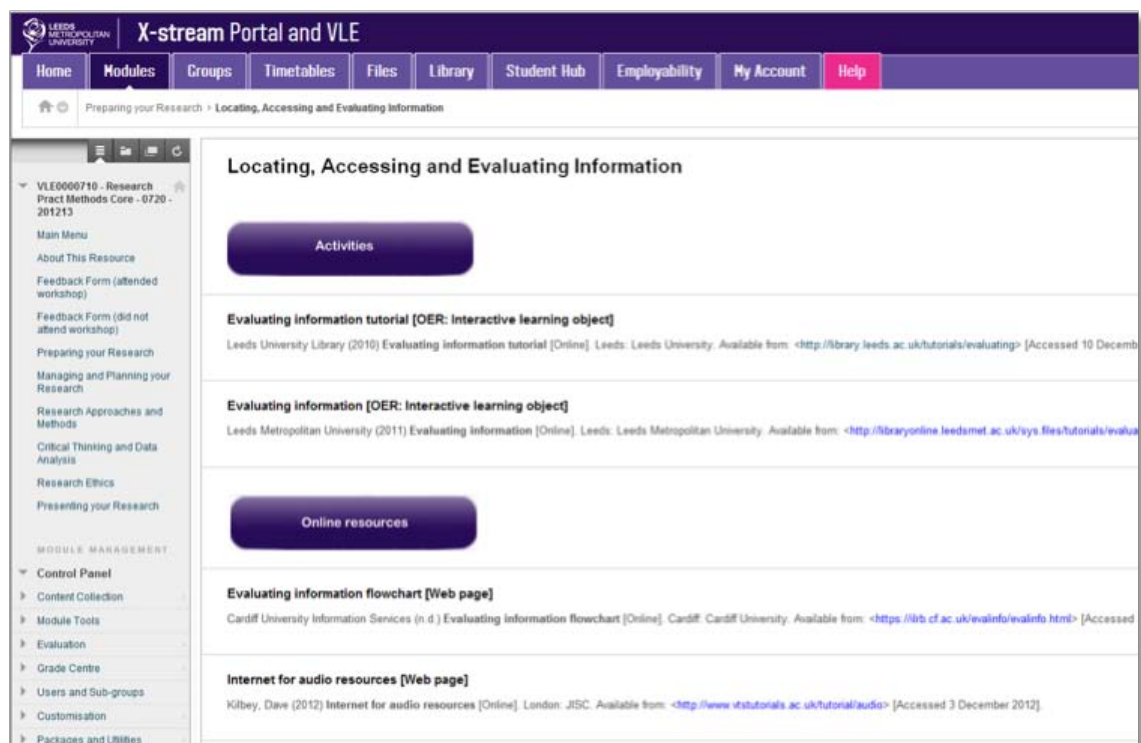 LEEDS
METROPOLITAN
UNIVERSITY
X-stream Portal and VLE
Home Modules Groups Timetables Files Library Student Hub Employability My Account Help
Preparing your Research > Locating, Accessing and Evaluating Information
VLE0000710 - Research
Pract Methods Core - 0720 -
201213
Main Menu
About This Resource
Feedback Form (attended
workshop)
Feedback Form (did not
attend workshop)
Preparing your Research
Managing and Planning your
Research
Research Approaches and
Methods
Critical Thinking and Data
Analysis
Research Ethics
Presenting your Research
MODULE MANAGEMENT
Control Panel
Content Collection
Module Tools
Evaluation
Grade Centre
Users and Sub-groups
Customisation
Packages and Utilities
Locating, Accessing and Evaluating Information
Activities
Evaluating information tutorial [OER: Interactive learning object]
Leeds University Library (2010) Evaluating information tutorial [Online]. Leeds: Leeds University. Available from: <http://library.leeds.ac.uk/tutorials/evaluating> [Accessed 10 Decemb
Evaluating information [OER: Interactive learning object]
Leeds Metropolitan University (2011) Evaluating information [Online]. Leeds: Leeds Metropolitan University. Available from: <http://libraryonline.leedsmet.ac.uk/sys.files/tutorials/evalua
Online resources
Evaluating information flowchart [Web page]
Cardiff University Information Services (n.d.) Evaluating information flowchart [Online]. Cardiff: Cardiff University. Available from: <https://ilrb.cf.ac.uk/evalinfo/evalinfo.html> [Accessed
Internet for audio resources [Web page]
Kilbey, Dave (2012) Internet for audio resources [Online]. London: JISC. Available from: <http://www.vtstutorials.ac.uk/tutorial/audio> [Accessed 3 December 2012].